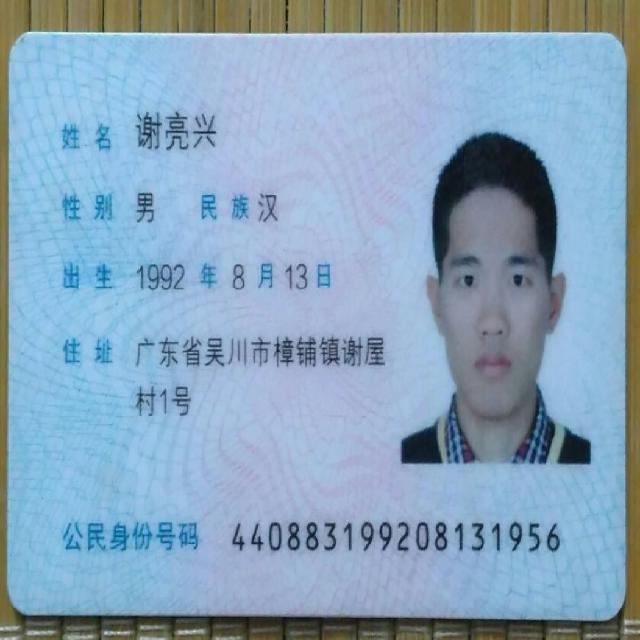 姓名 谢亮兴
性别 男 民族 汉
出生 1992 年 8 月 13 日
住址 广东省吴川市樟铺镇谢屋
村1号
公民身份号码 440883199208131956